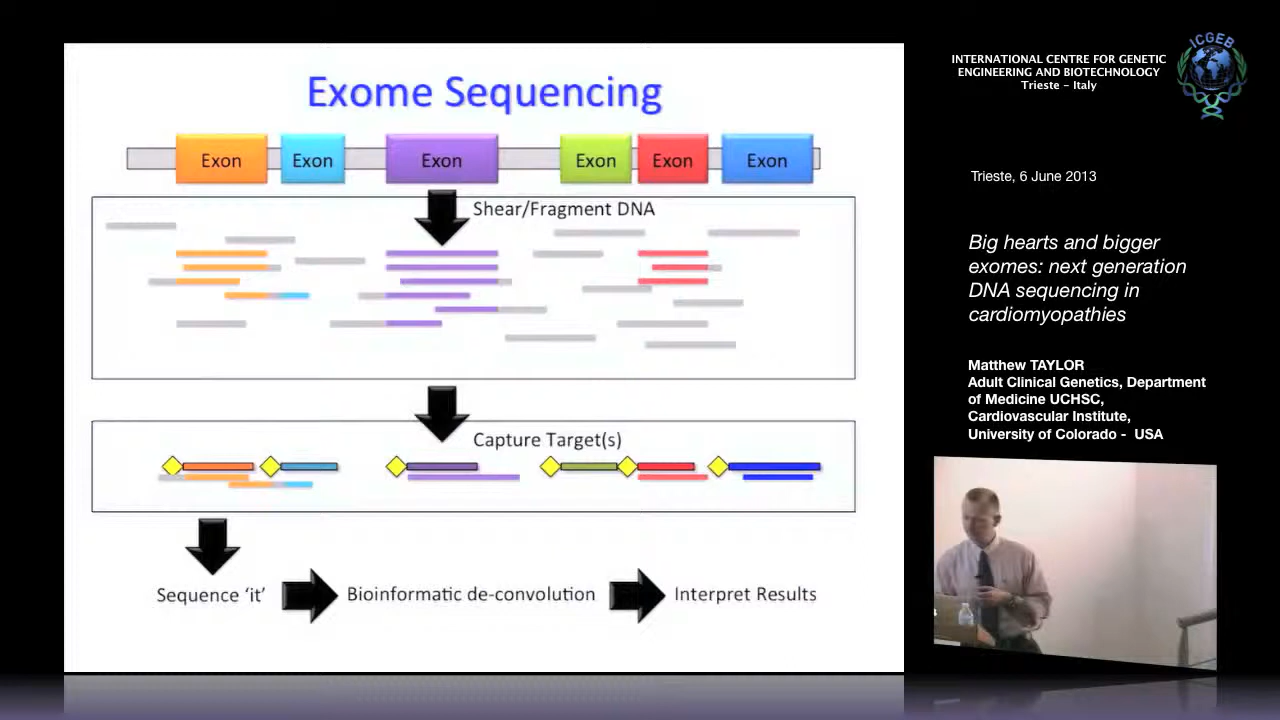 Exome Sequencing
Exon Exon Exon Exon Exon Exon
Shear/Fragment DNA
Capture Target(s)
Sequence ‘it’ Bioinformatic de-convolution Interpret Results
INTERNATIONAL CENTRE FOR GENETIC
ENGINEERING AND BIOTECHNOLOGY
Trieste – Italy
ICGEB
Trieste, 6 June 2013
Big hearts and bigger
exomes: next generation
DNA sequencing in
cardiomyopathies
Matthew TAYLOR
Adult Clinical Genetics, Department
of Medicine UCHSC,
Cardiovascular Institute,
University of Colorado - USA